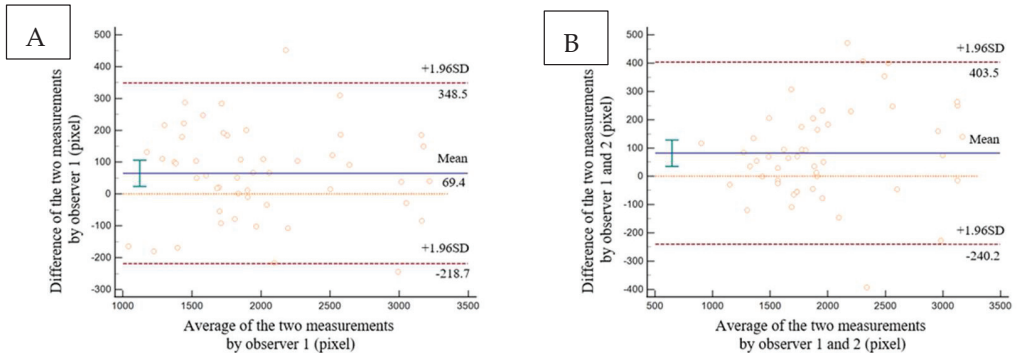 A
Difference of the two measurements
by observer 1 (pixel)
500
400
300
200
100
0
-100
-200
-300
+1.96SD
348.5
Mean
69.4
+1.96SD
-218.7
1000
1500
2000
2500
3000
3500
Average of the two measurements
by observer 1 (pixel)
B
Difference of the two measurements
by observer 1 and 2 (pixel)
500
400
300
200
100
0
-100
-200
-300
-400
+1.96SD
403.5
Mean
81.4
+1.96SD
-240.2
500
1000
1500
2000
2500
3000
3500
Average of the two measurements
by observer 1 and 2 (pixel)